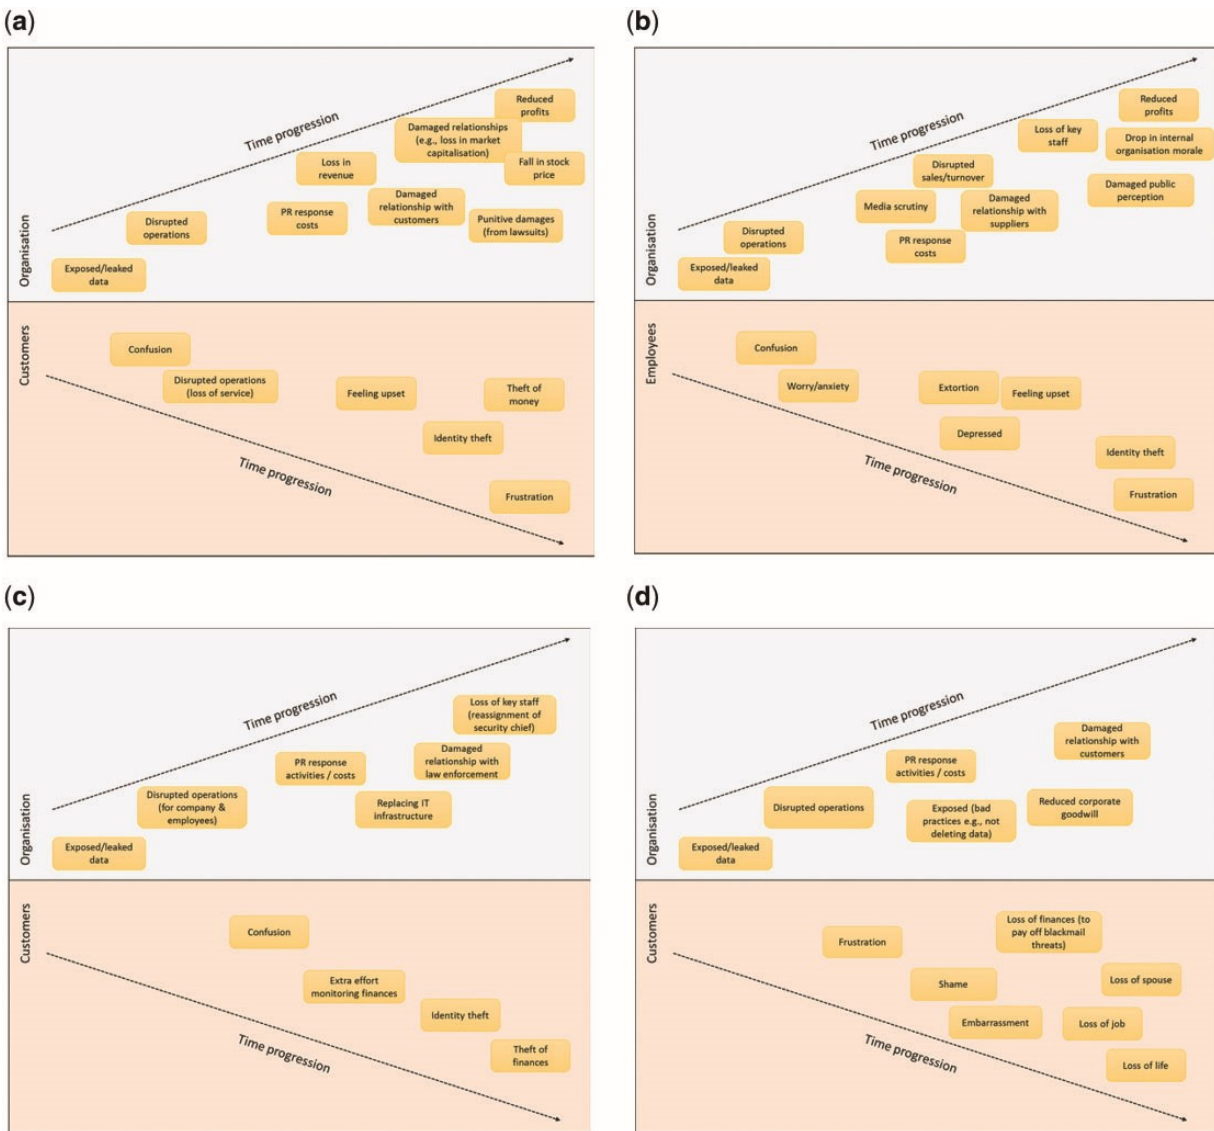 (a)
Time progression
Organisation
Reduced
profits
Damaged relationships
(e.g., loss in market
capitalisation)
Loss in
revenue
Fall in stock
price
Disrupted
operations
PR response
costs
Damaged
relationship with
customers
Punitive damages
(from lawsuits)
Exposed/leaked
data
Customers
Confusion
Disrupted operations
(loss of service)
Feeling upset
Theft of
money
Identity theft
Time progression
Frustration
(b)
Time progression
Organisation
Reduced
profits
Loss of key
staff
Drop in internal
organisation morale
Disrupted
sales/turnover
Damaged public
perception
Media scrutiny
Damaged
relationship with
suppliers
Disrupted
operations
PR response
costs
Exposed/leaked
data
Employees
Confusion
Worry/anxiety
Extortion
Feeling upset
Depressed
Identity theft
Time progression
Frustration
(c)
Time progression
Organisation
Loss of key staff
(reassignment of
security chief)
PR response
activities / costs
Damaged
relationship with
law enforcement
Disrupted operations
(for company &
employees)
Replacing IT
infrastructure
Exposed/leaked
data
Customers
Confusion
Extra effort
monitoring finances
Identity theft
Theft of
finances
Time progression
(d)
Time progression
Organisation
Damaged
relationship with
customers
PR response
activities / costs
Disrupted operations
Exposed (bad
practices e.g., not
deleting data)
Reduced corporate
goodwill
Exposed/leaked
data
Customers
Frustration
Loss of finances (to
pay off blackmail
threats)
Shame
Loss of spouse
Embarrassment
Loss of job
Time progression
Loss of life